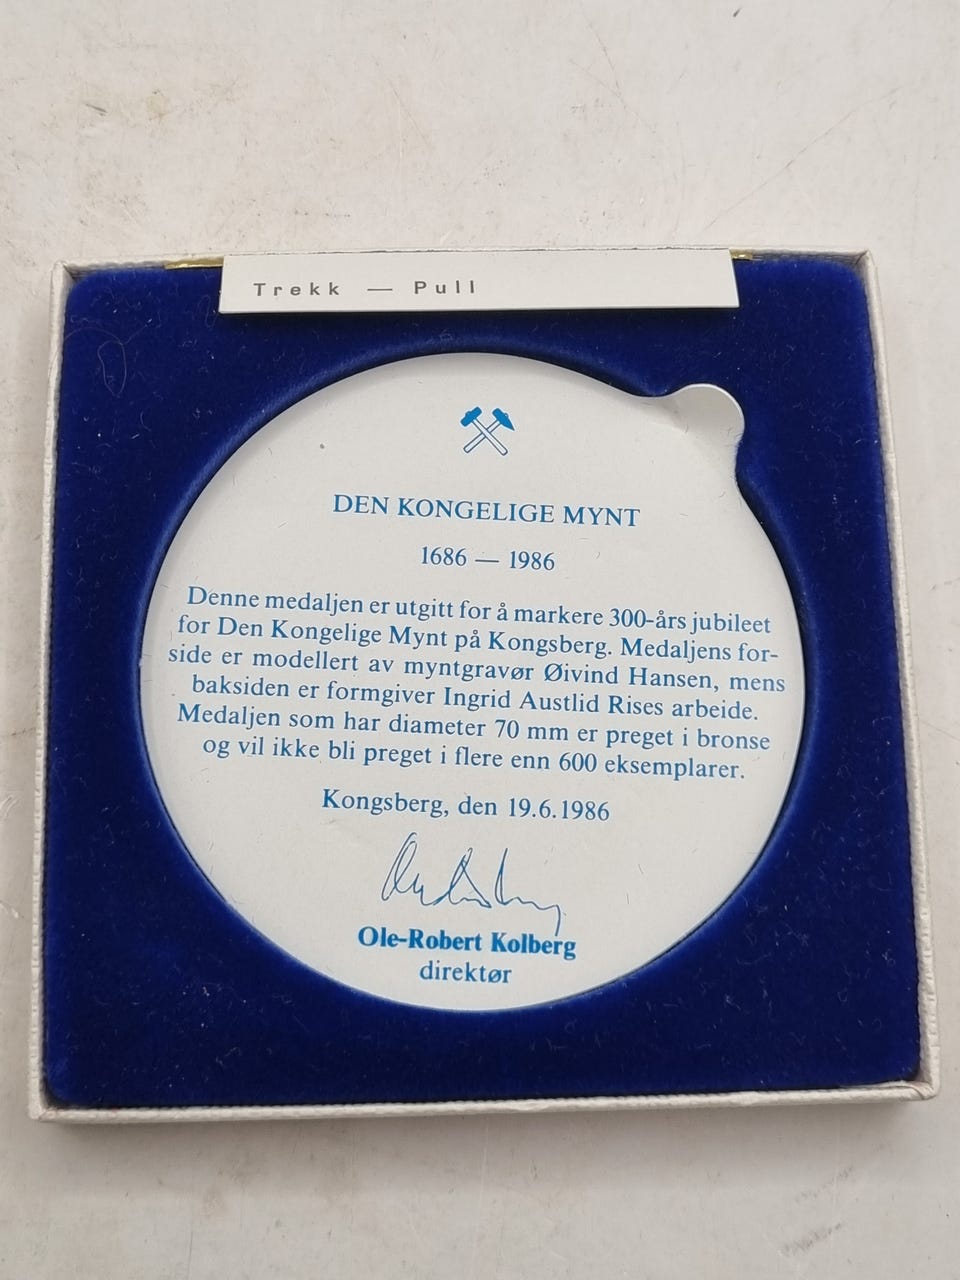 Trekk — Pull
DEN KONGELIGE MYNT
1686 — 1986
Denne medaljen er utgitt for å markere 300-års jubileet
for Den Kongelige Mynt på Kongsberg. Medaljens for-
side er modellert av myntgravør Øivind Hansen, mens
baksiden er formgiver Ingrid Austlid Rises arbeide.
Medaljen som har diameter 70 mm er preget i bronse
og vil ikke bli preget i flere enn 600 eksemplarer.
Kongsberg, den 19.6.1986
Ole-Robert Kolberg
direktør